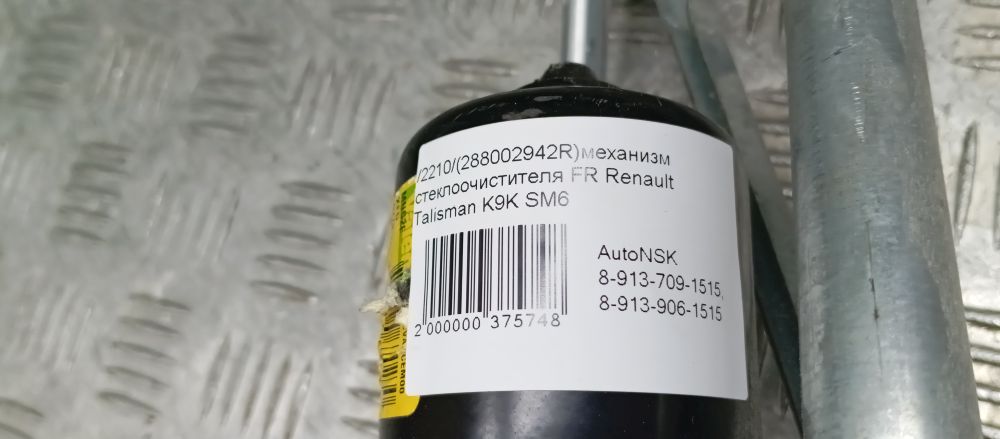 /2210/(288002942R)механизм
стеклоочистителя FR Renault
Talisman K9K SM6
AutoNSK
8-913-709-1515,
8-913-906-1515
2 000000 375748